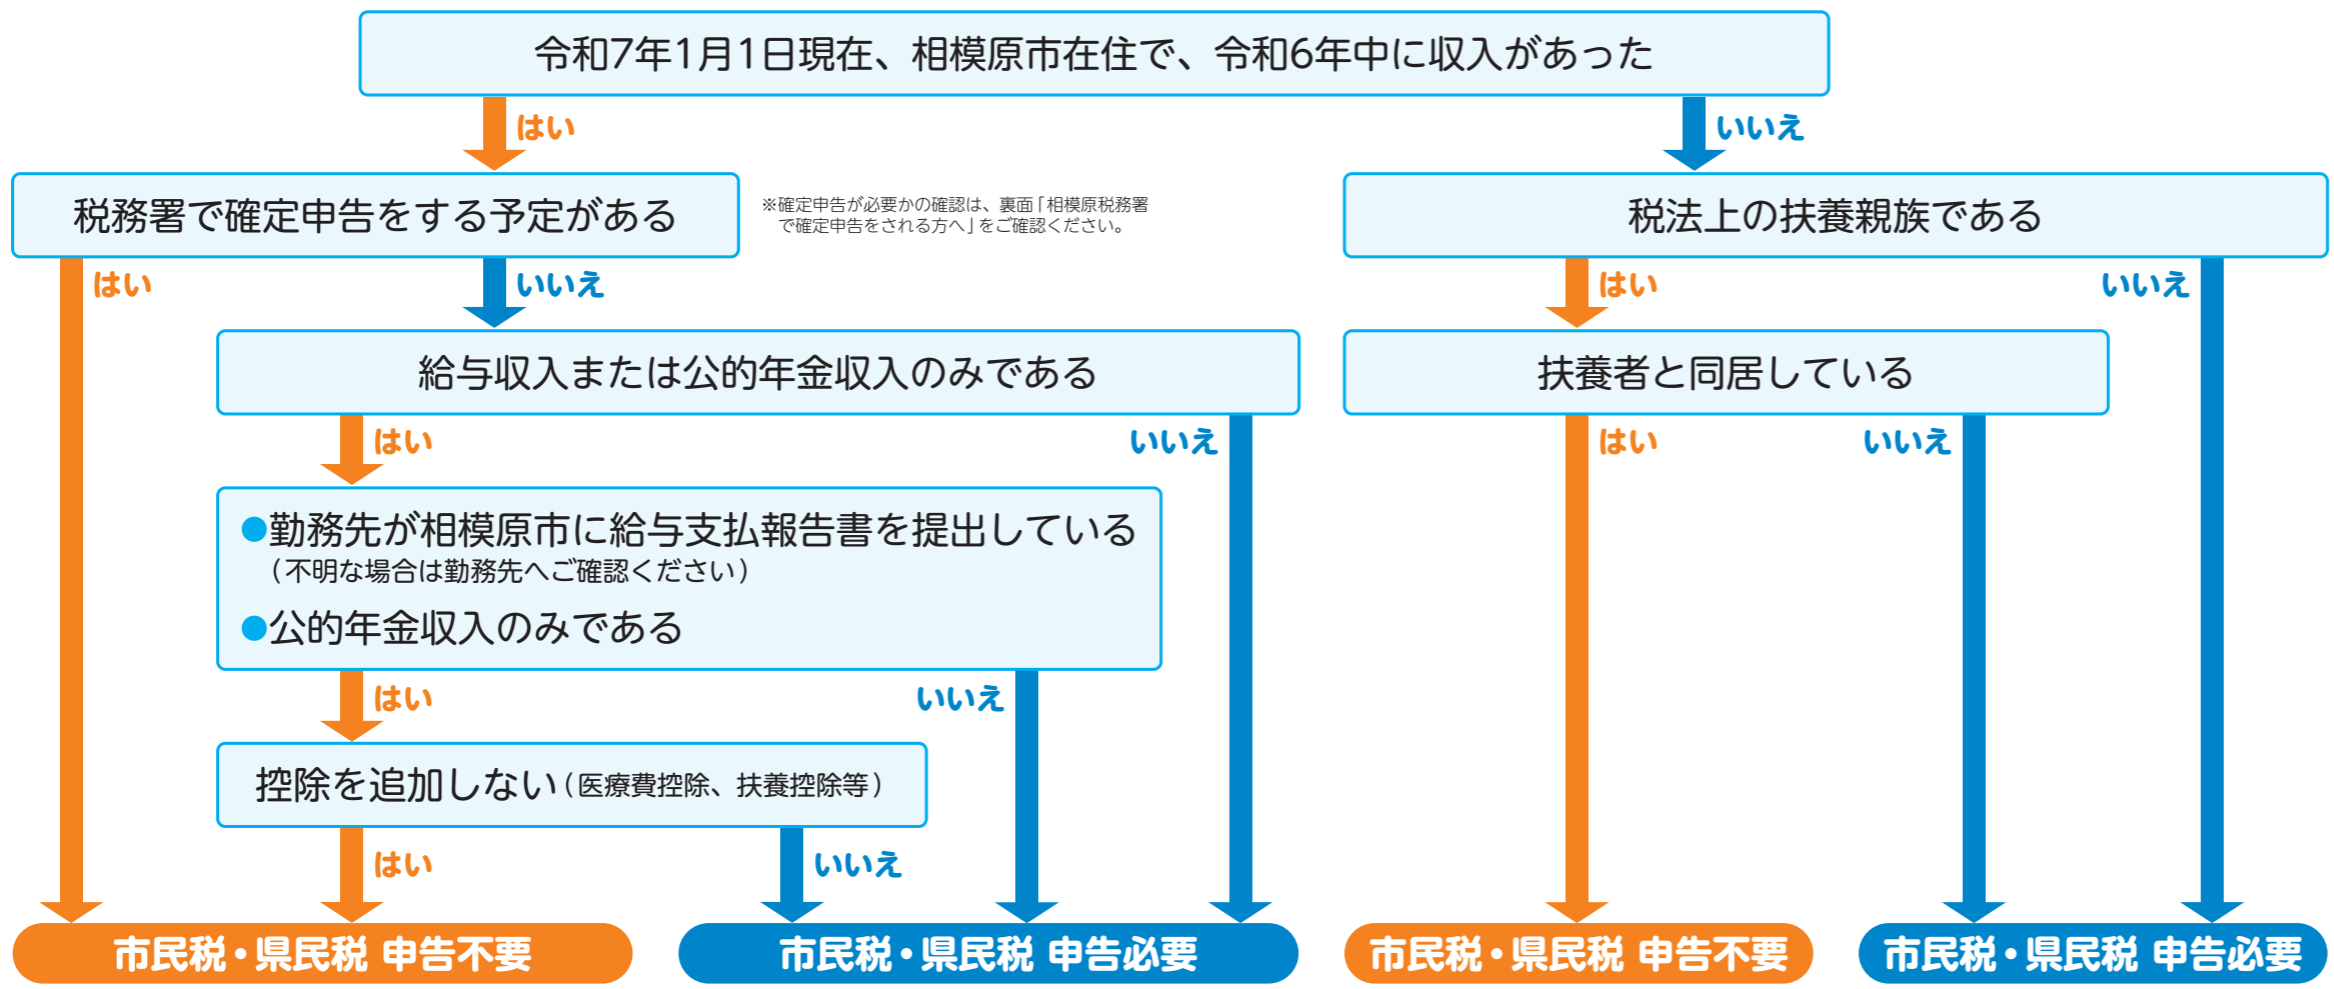 令和7年1月1日現在、相模原市在住で、令和6年中に収入があった
はい
いいえ
税務署で確定申告をする予定がある
※確定申告が必要かの確認は、裏面「相模原税務署
で確定申告をされる方へ」をご確認ください。
税法上の扶養親族である
はい
いいえ
はい
いいえ
給与収入または公的年金収入のみである
扶養者と同居している
はい
いいえ
はい
いいえ
●勤務先が相模原市に給与支払報告書を提出している
（不明な場合は勤務先へご確認ください）
●公的年金収入のみである
はい
いいえ
控除を追加しない（医療費控除、扶養控除等）
はい
いいえ
市民税・県民税 申告不要
市民税・県民税 申告必要
市民税・県民税 申告不要
市民税・県民税 申告必要